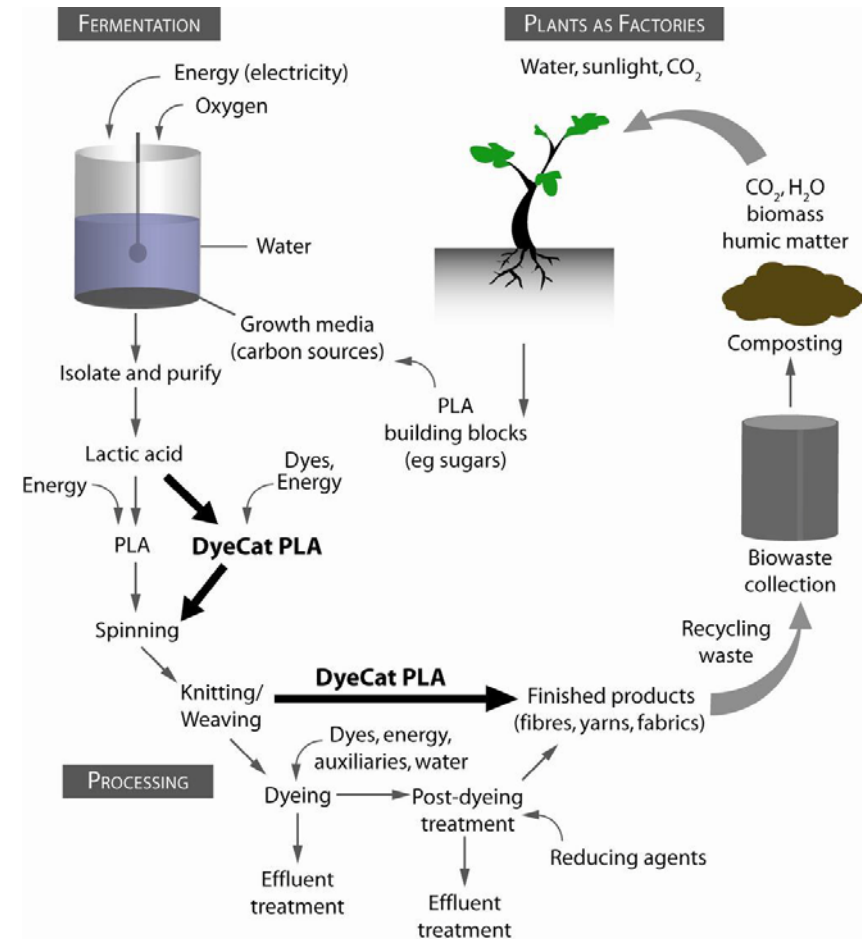 FERMENTATION
PLANTS AS FACTORIES
Energy (electricity)
Oxygen
Water
Growth media
(carbon sources)
Isolate and purify
Lactic acid
Energy
Dyes,
Energy
PLA
DyeCat PLA
Spinning
Knitting/
Weaving
DyeCat PLA
Finished products
(fibres, yarns, fabrics)
PROCESSING
Dyes, energy,
auxiliaries, water
Dyeing
Post-dyeing
treatment
Reducing agents
Effluent
treatment
Effluent
treatment
Water, sunlight, CO₂
PLA
building blocks
(eg sugars)
CO₂, H₂O
biomass
humic matter
Composting
Biowaste
collection
Recycling
waste